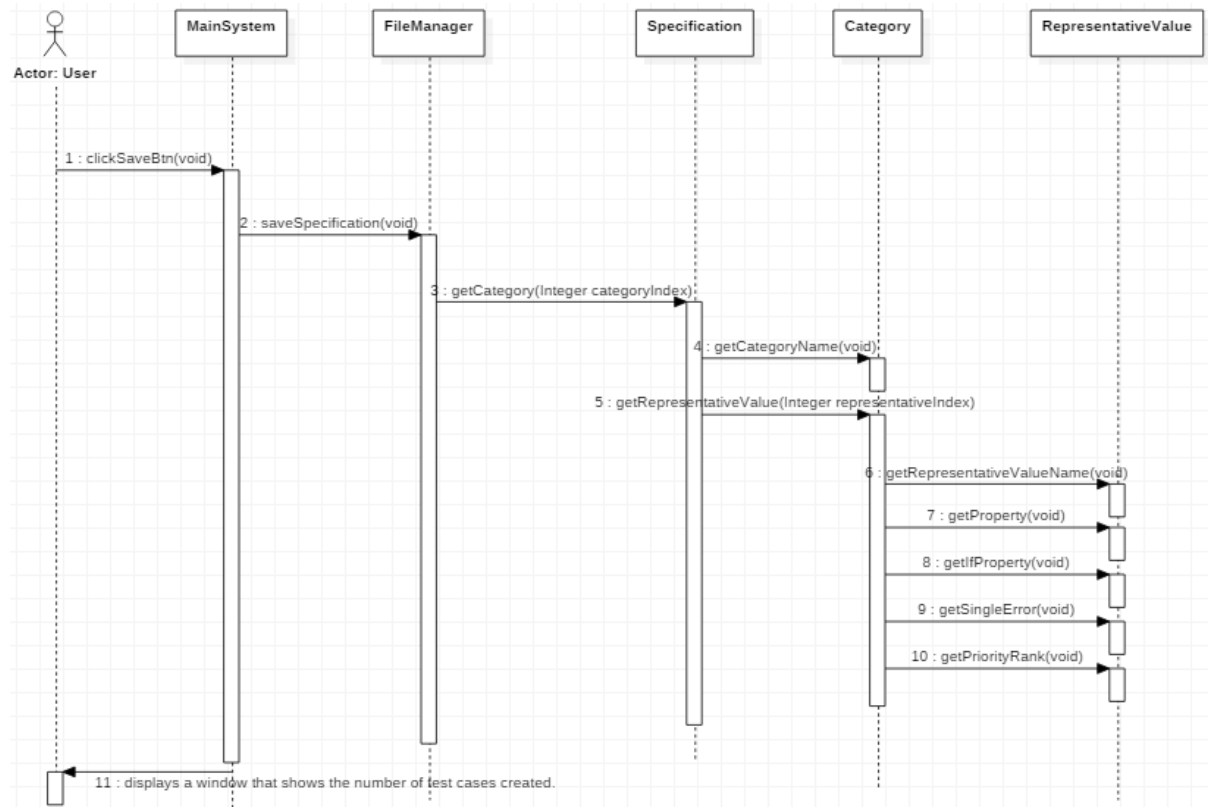 MainSystem
FileManager
Specification
Category
RepresentativeValue
Actor: User
1 : clickSaveBtn(void)
2 : saveSpecification(void)
3 : getCategory(Integer categoryIndex)
4 : getCategoryName(void)
5 : getRepresentativeValue(Integer representativeIndex)
6 : getRepresentativeValueName(void)
7 : getProperty(void)
8 : getIfProperty(void)
9 : getSingleError(void)
10 : getPriorityRank(void)
11 : displays a window that shows the number of test cases created.